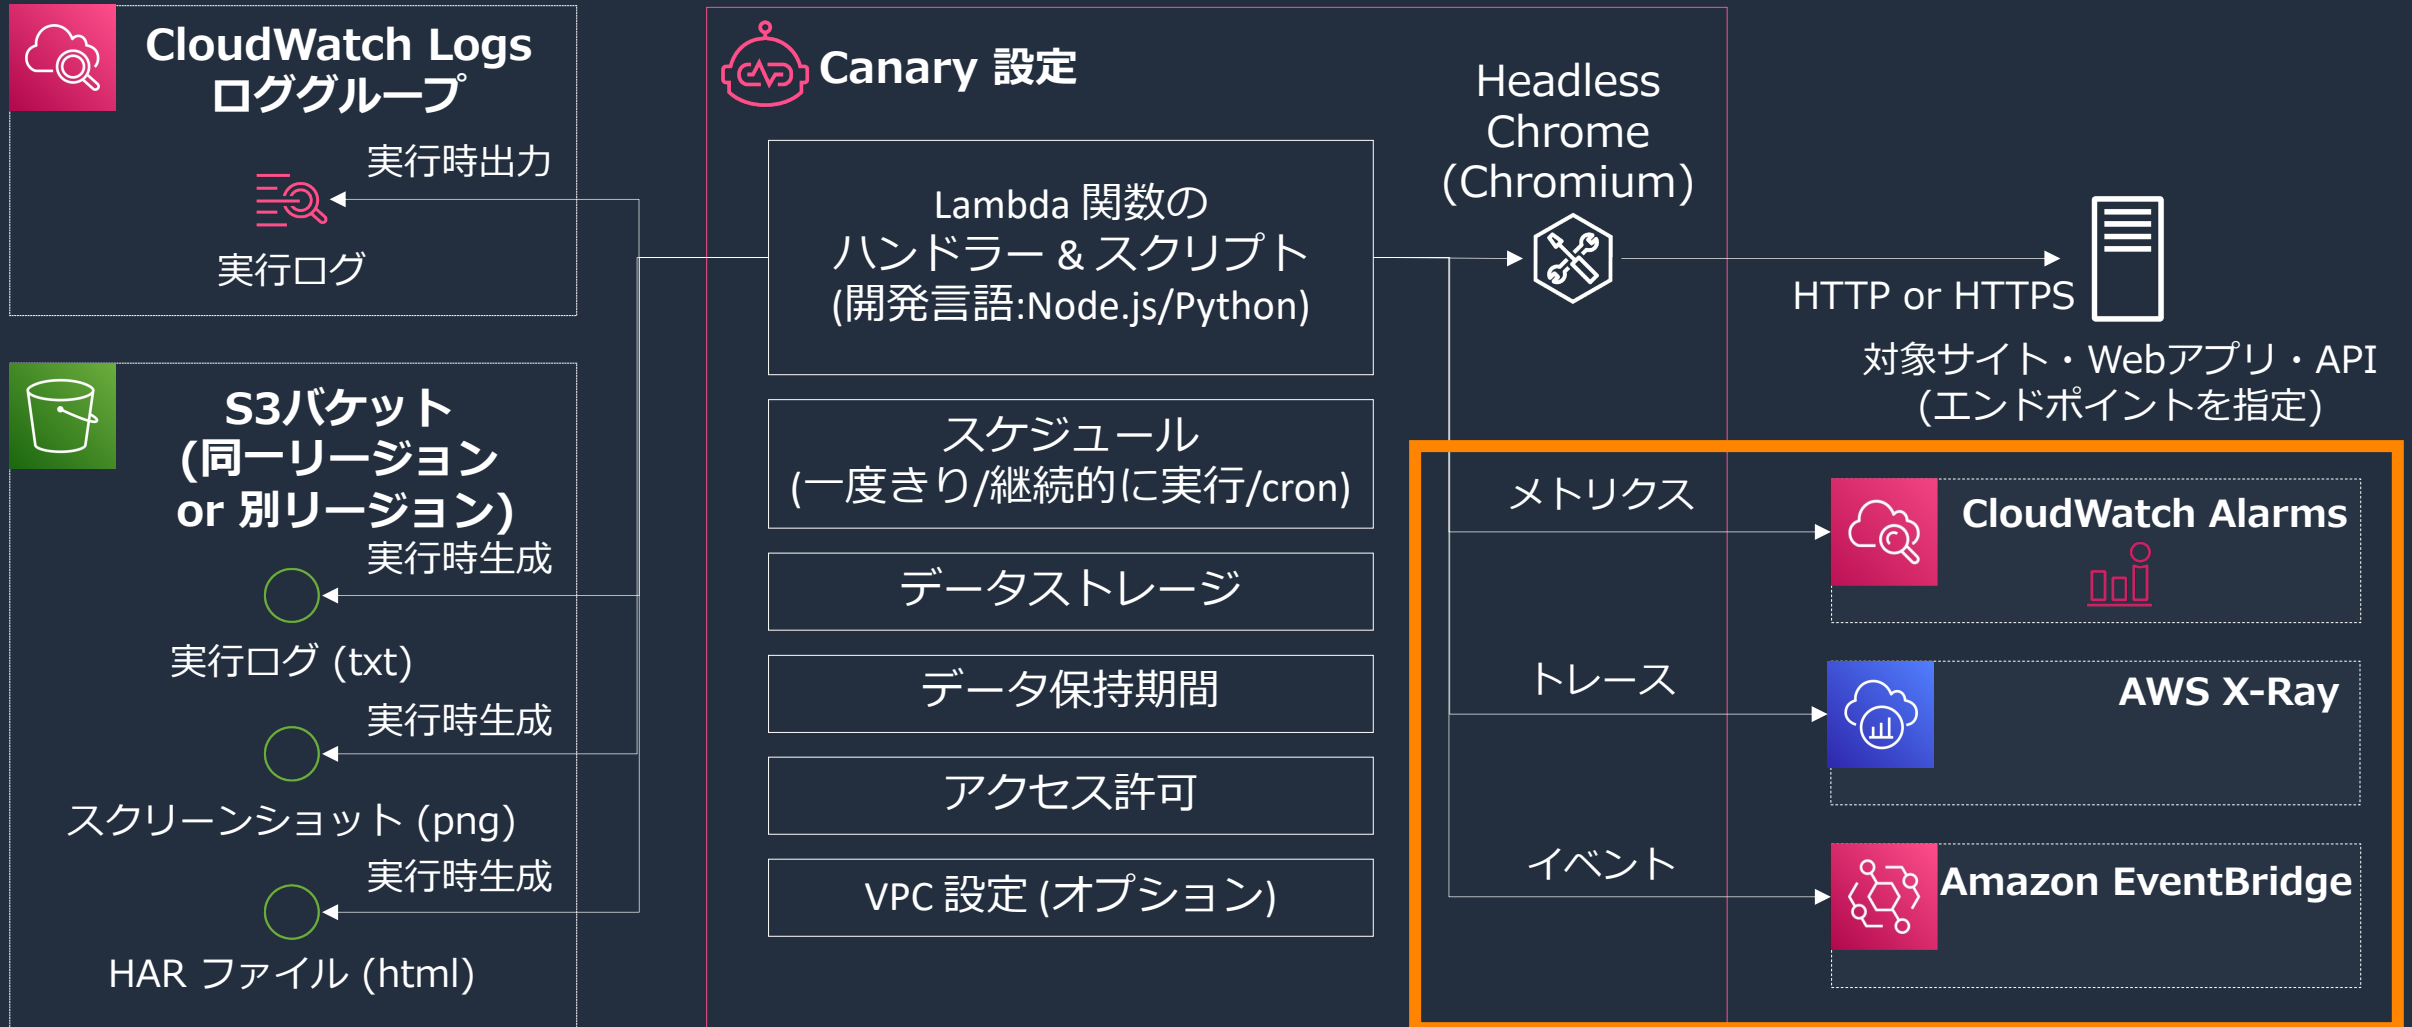 CloudWatch Logs
ロググループ
実行時出力
実行ログ
S3バケット
(同一リージョン
or 別リージョン)
実行時生成
実行ログ (txt)
実行時生成
スクリーンショット (png)
実行時生成
HAR ファイル (html)
Canary 設定
Lambda 関数の
ハンドラー & スクリプト
(開発言語:Node.js/Python)
スケジュール
(一度きり/継続的に実行/cron)
データストレージ
データ保持期間
アクセス許可
VPC 設定 (オプション)
Headless
Chrome
(Chromium)
HTTP or HTTPS
対象サイト・Webアプリ・API
(エンドポイントを指定)
メトリクス
CloudWatch Alarms
トレース
AWS X-Ray
イベント
Amazon EventBridge